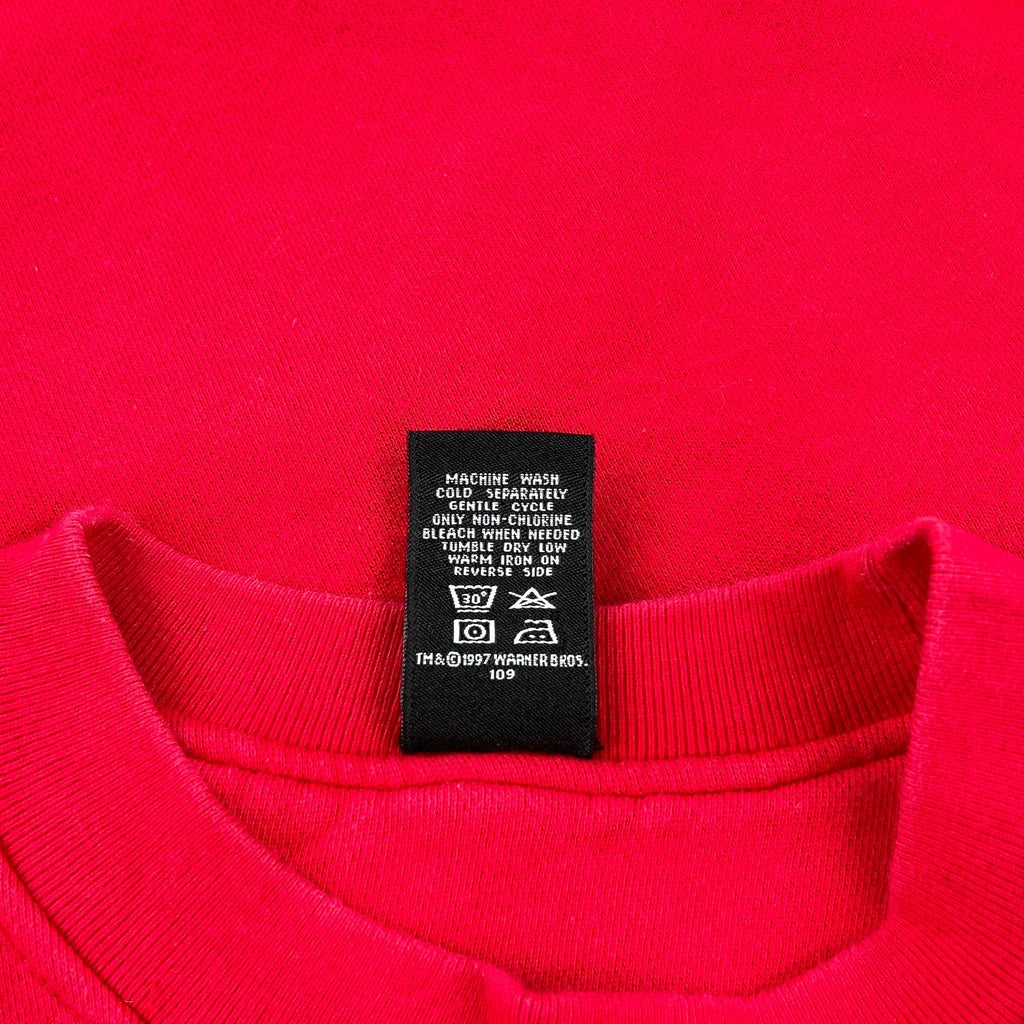 MACHINE WASH
COLD SEPARATELY
GENTLE CYCLE
ONLY NON-CHLORINE
BLEACH WHEN NEEDED
TUMBLE DRY LOW
WARM IRON ON
REVERSE SIDE
30°
TM&©1997 WARNER BROS.
109